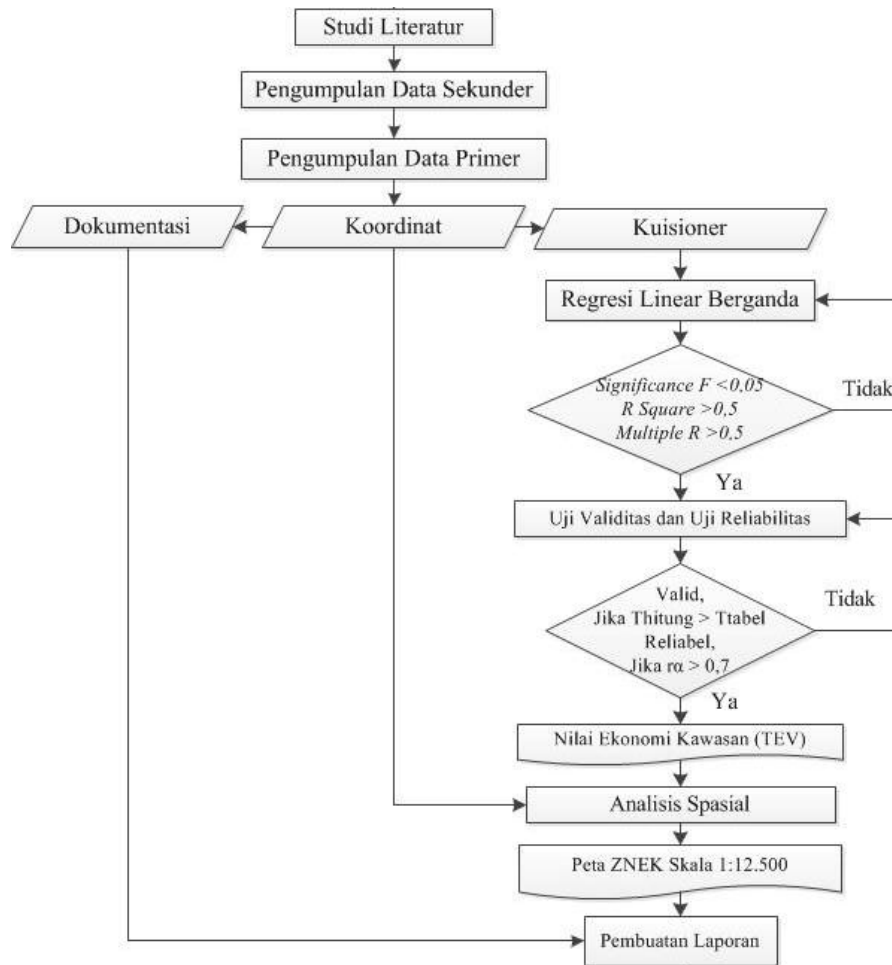 Studi Literatur
Pengumpulan Data Sekunder
Pengumpulan Data Primer
Dokumentasi
Koordinat
Kuisioner
Regresi Linear Berganda
Significance F <0,05
R Square >0,5
Multiple R >0,5
Tidak
Ya
Uji Validitas dan Uji Reliabilitas
Valid,
Jika Thitung > Ttabel
Reliabel,
Jika rα > 0,7
Tidak
Ya
Nilai Ekonomi Kawasan (TEV)
Analisis Spasial
Peta ZNEK Skala 1:12.500
Pembuatan Laporan